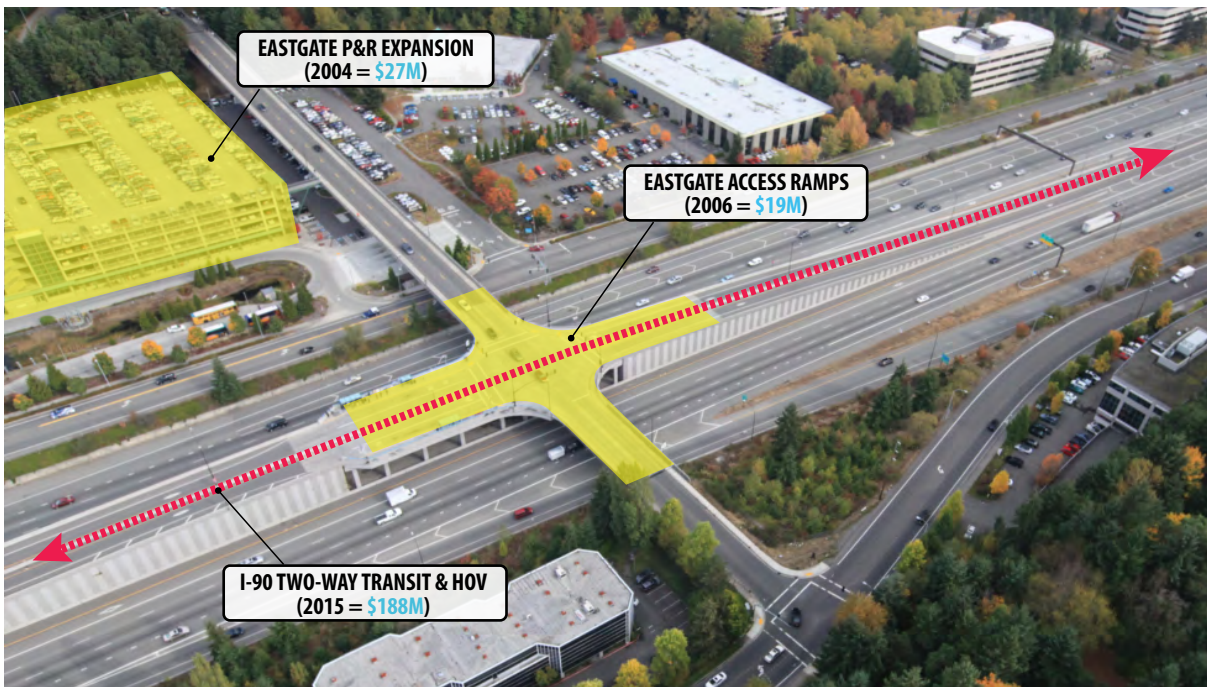 EASTGATE P&R EXPANSION
(2004 = $27M)
EASTGATE ACCESS RAMPS
(2006 = $19M)
I-90 TWO-WAY TRANSIT & HOV
(2015 = $188M)